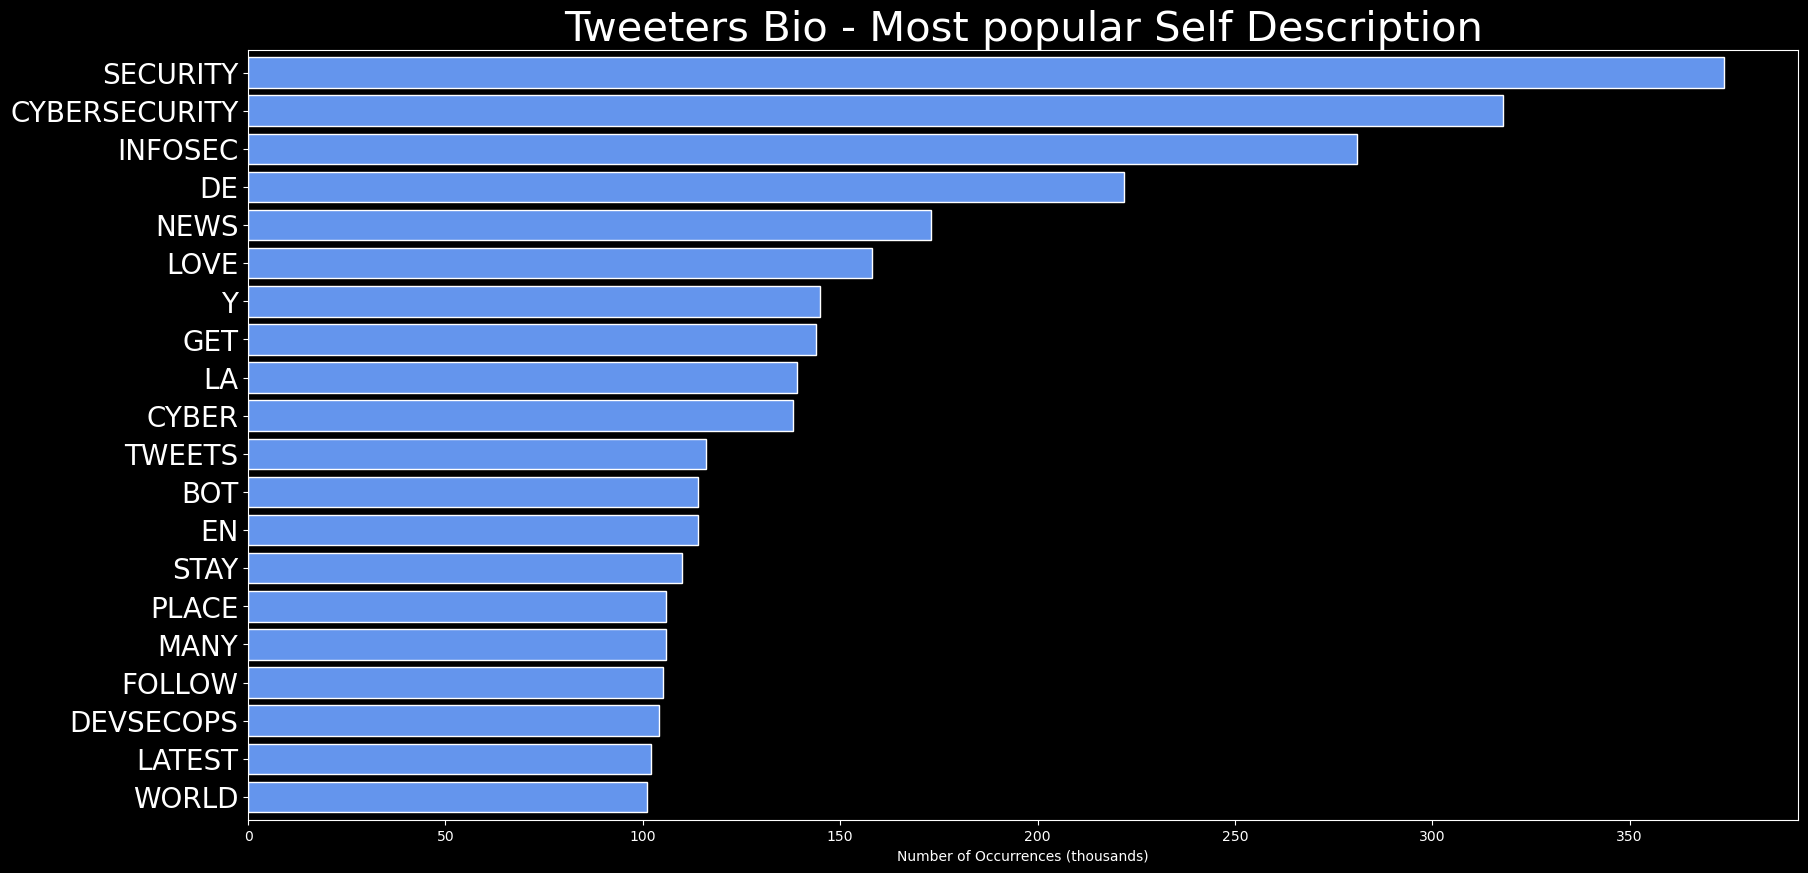 Tweeters Bio - Most popular Self Description
SECURITY
CYBERSECURITY
INFOSEC
DE
NEWS
LOVE
Y
GET
LA
CYBER
TWEETS
BOT
EN
STAY
PLACE
MANY
FOLLOW
DEVSECOPS
LATEST
WORLD
0 50 100 150 200 250 300 350
Number of Occurrences (thousands)